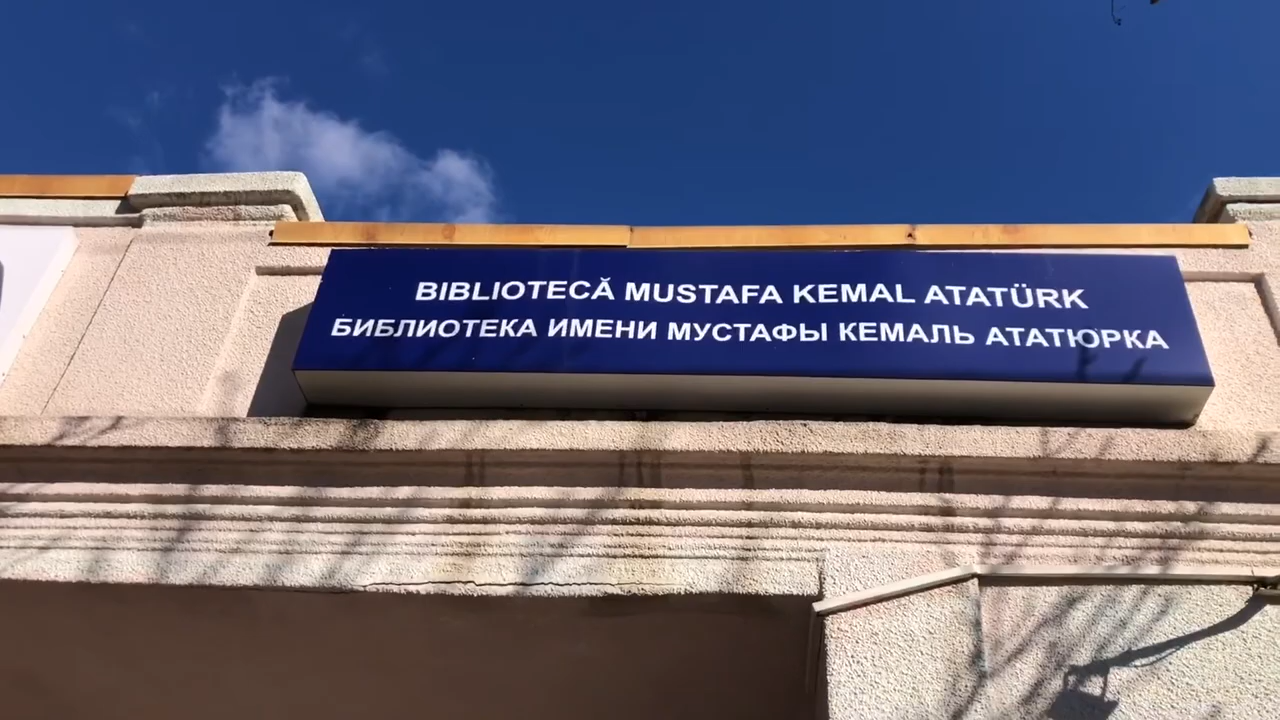 BIBLIOTECĂ MUSTAFA KEMAL ATATÜRK
БИБЛИОТЕКА ИМЕНИ МУСТАФЫ КЕМАЛЬ АТАТЮРКА